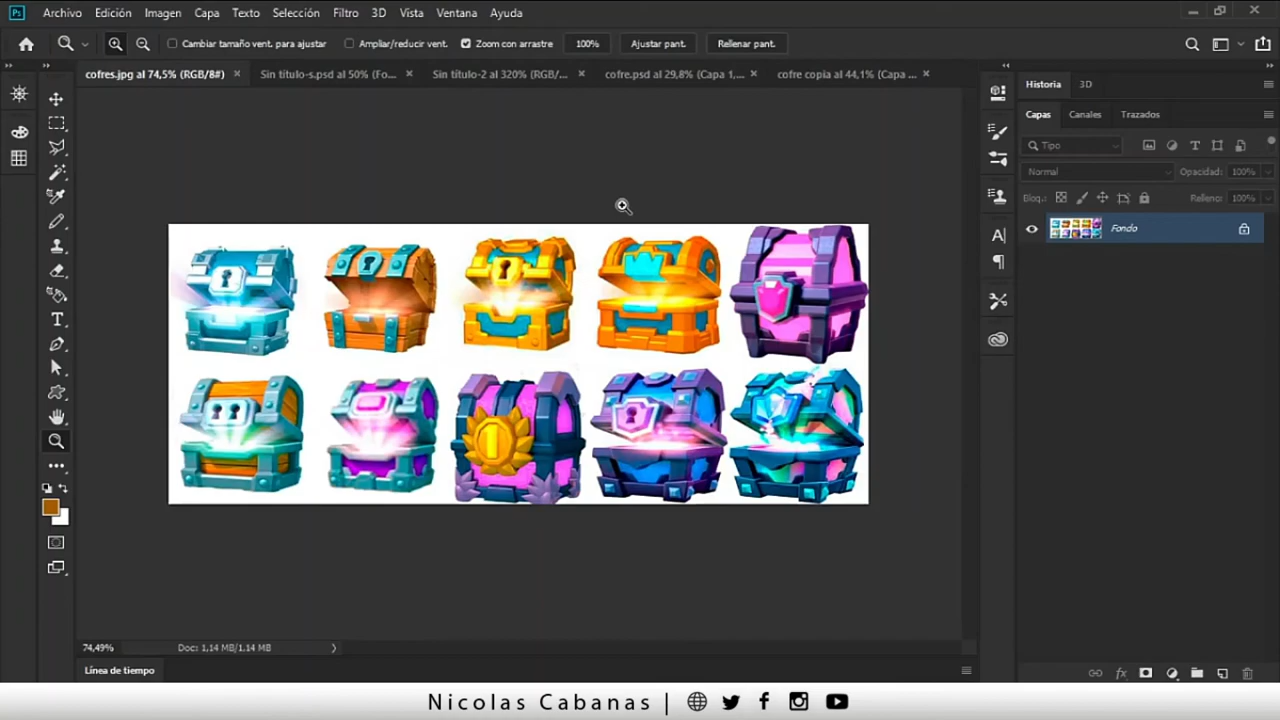 Ps Archivo Edición Imagen Capa Texto Selección Filtro 3D Vista Ventana Ayuda
Cambiar tamaño vent. para ajustar Ampliar/reducir vent. Zoom con arrastre 100% Ajustar pant. Rellenar pant.
cofres.jpg al 74,5% (RGB/8#) × Sin título-s.psd al 50% (Fo... × Sin título-2 al 320% (RGB/... × cofre.psd al 29,8% (Capa 1,... × cofre copia al 44,1% (Capa ... ×
Historia 3D
Capas Canales Trazados
Tipo
Normal Opacidad: 100%
Bloq.: Relleno: 100%
Fondo
74,49% Doc: 1,14 MB/1,14 MB
Línea de tiempo
Nicolas Cabanas |